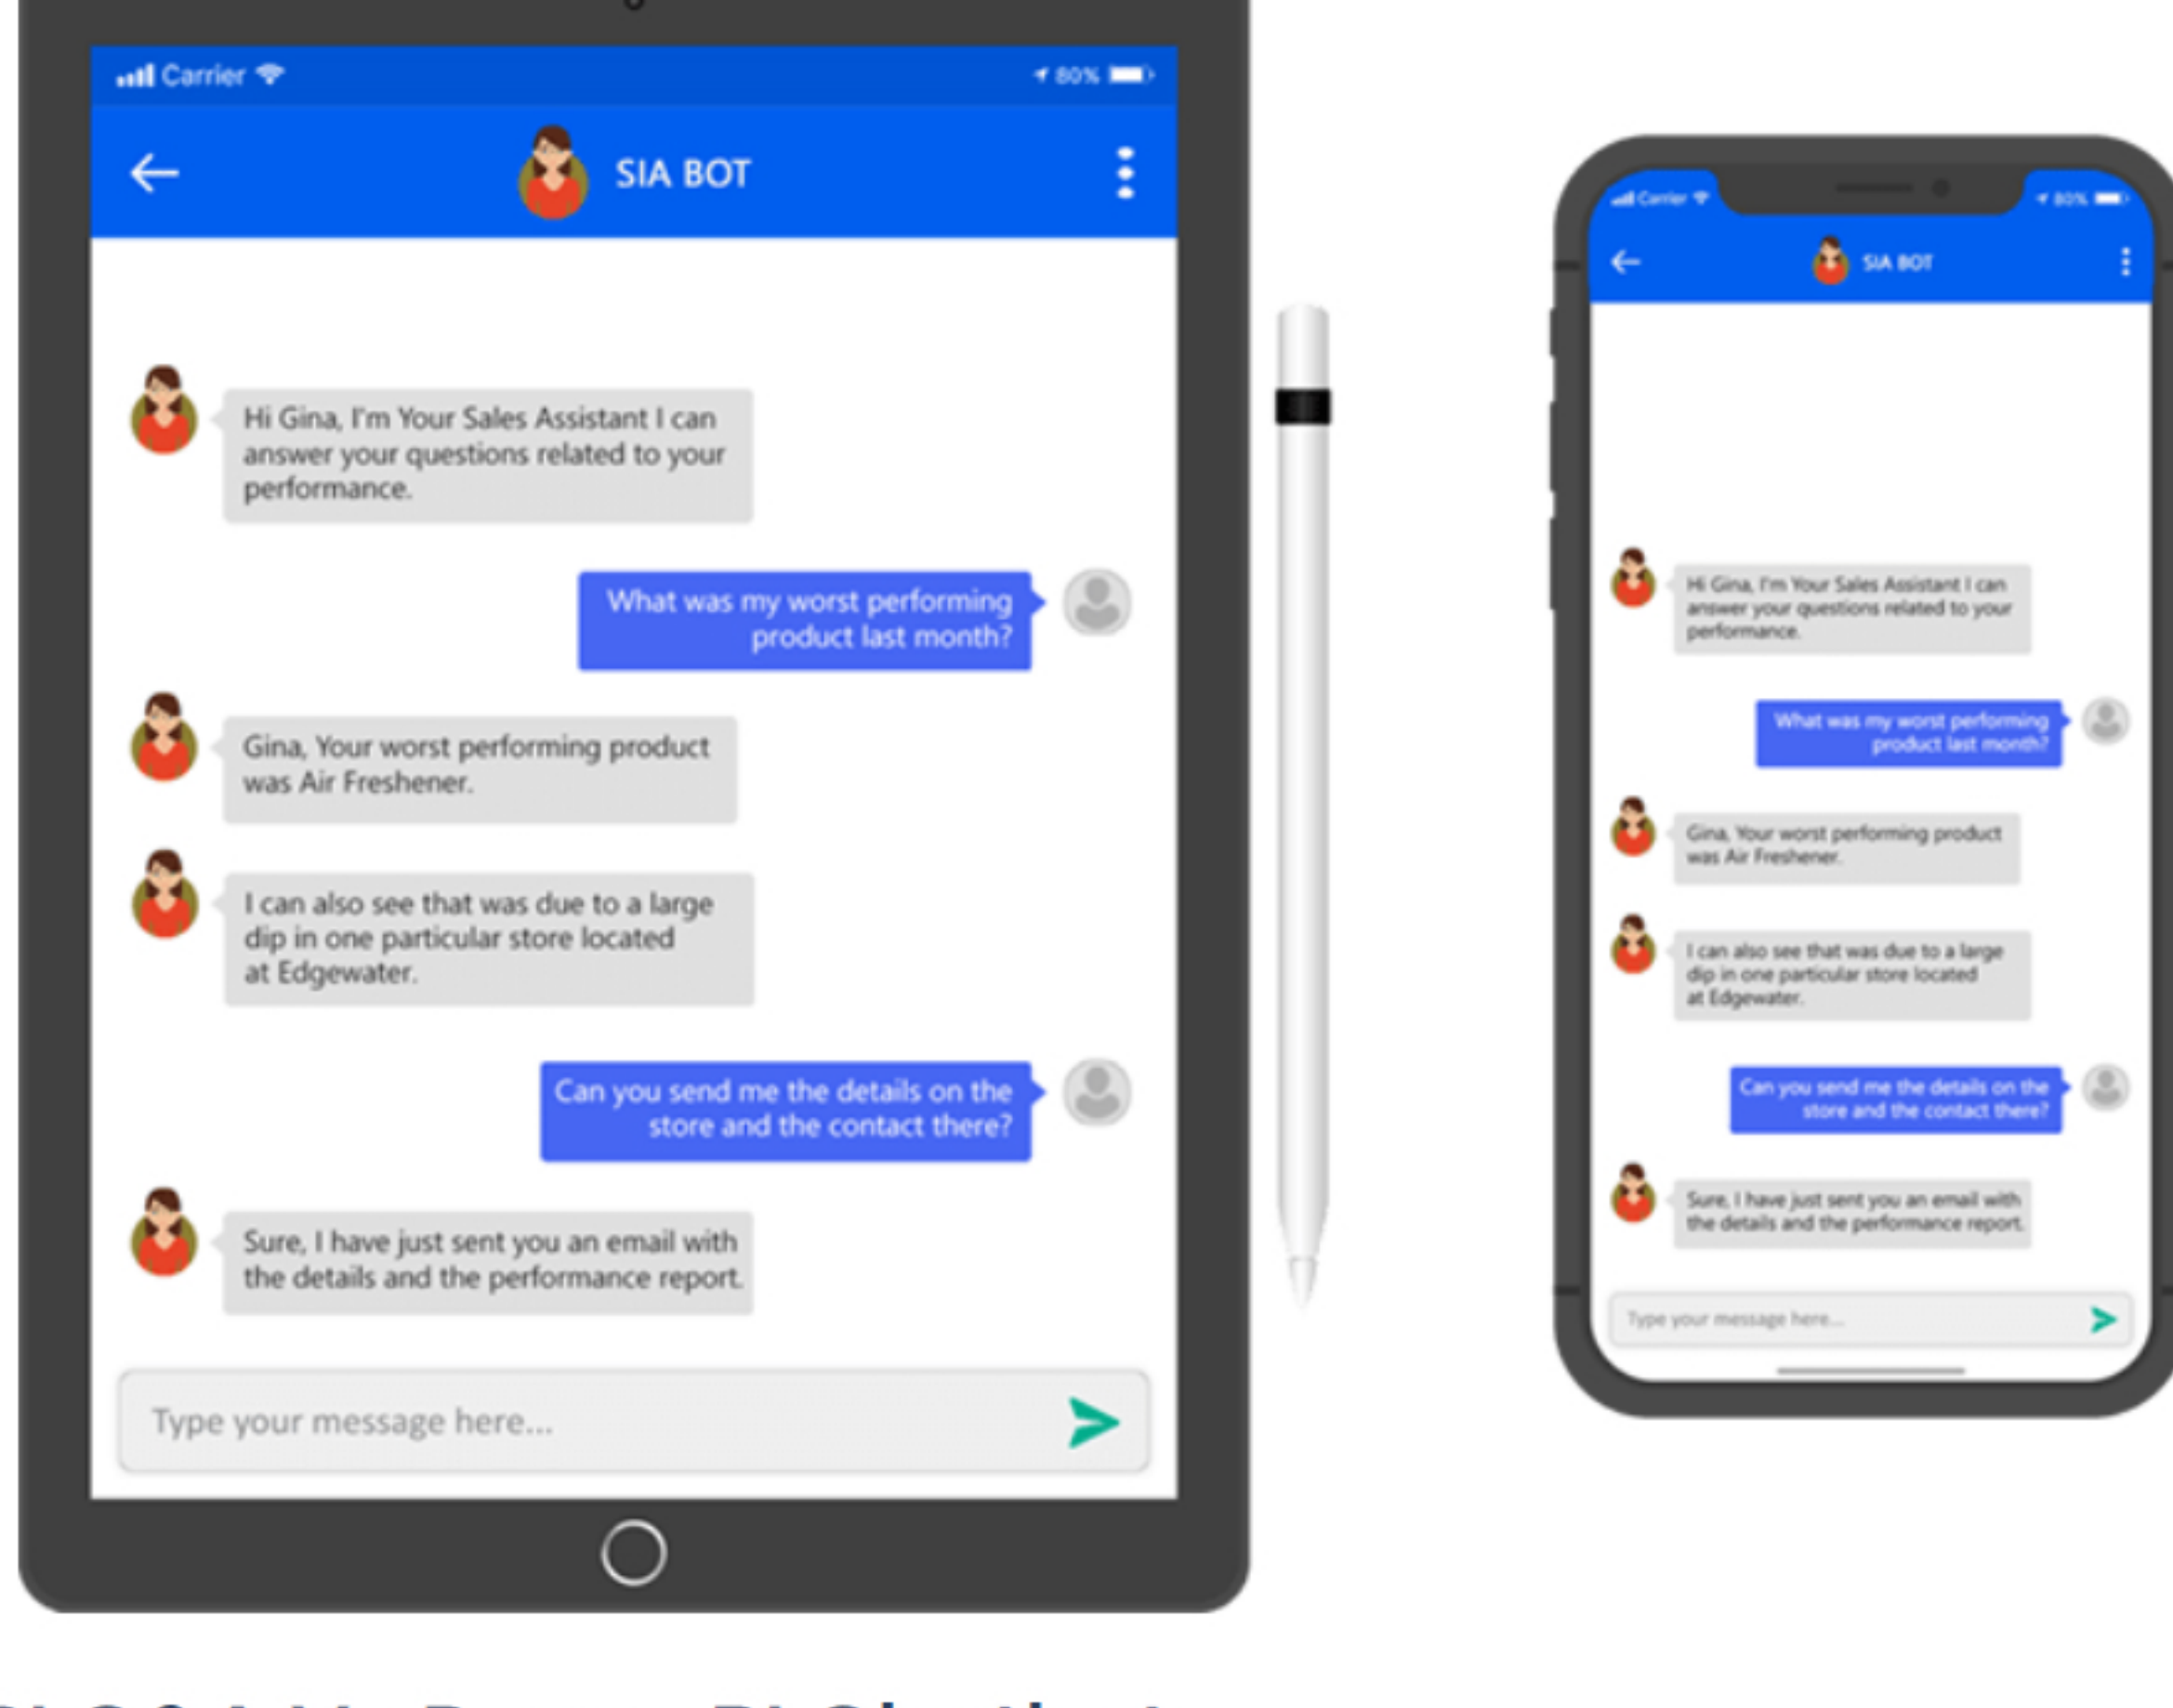 Carrier
80%
SIA BOT
Hi Gina, I'm Your Sales Assistant I can
answer your questions related to your
performance.
What was my worst performing
product last month?
Gina, Your worst performing product
was Air Freshener.
I can also see that was due to a large
dip in one particular store located
at Edgewater.
Can you send me the details on the
store and the contact there?
Sure, I have just sent you an email with
the details and the performance report.
Type your message here...
Carrier
80%
SIA BOT
Hi Gina, I'm Your Sales Assistant I can
answer your questions related to your
performance.
What was my worst performing
product last month?
Gina, Your worst performing product
was Air Freshener.
I can also see that was due to a large
dip in one particular store located
at Edgewater.
Can you send me the details on the
store and the contact there?
Sure, I have just sent you an email with
the details and the performance report.
Type your message here...